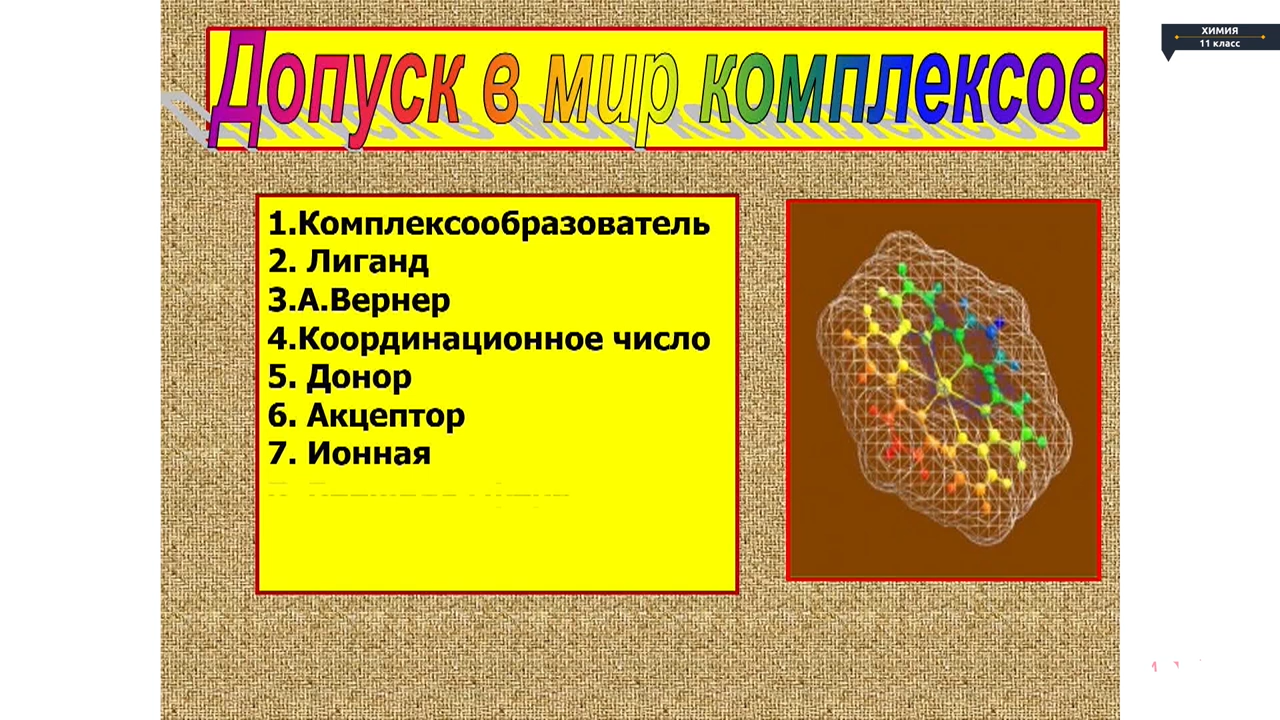 ХИМИЯ
11 класс
Допуск в мир комплексов
1.Комплексообразователь
2. Лиганд
3.А.Вернер
4.Координационное число
5. Донор
6. Акцептор
7. Ионная